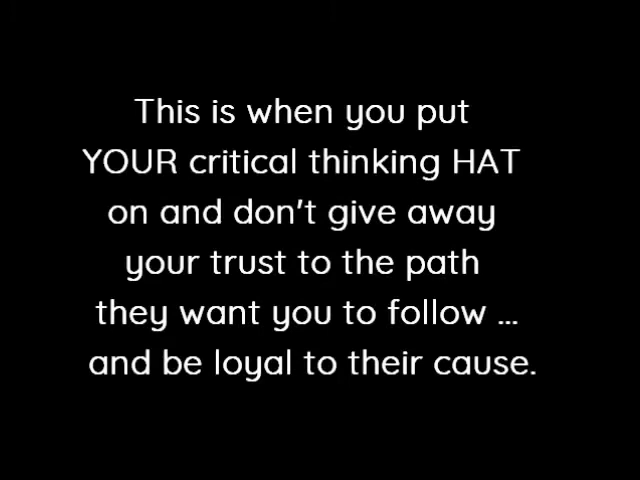 This is when you put
YOUR critical thinking HAT
on and don't give away
your trust to the path
they want you to follow ...
and be loyal to their cause.